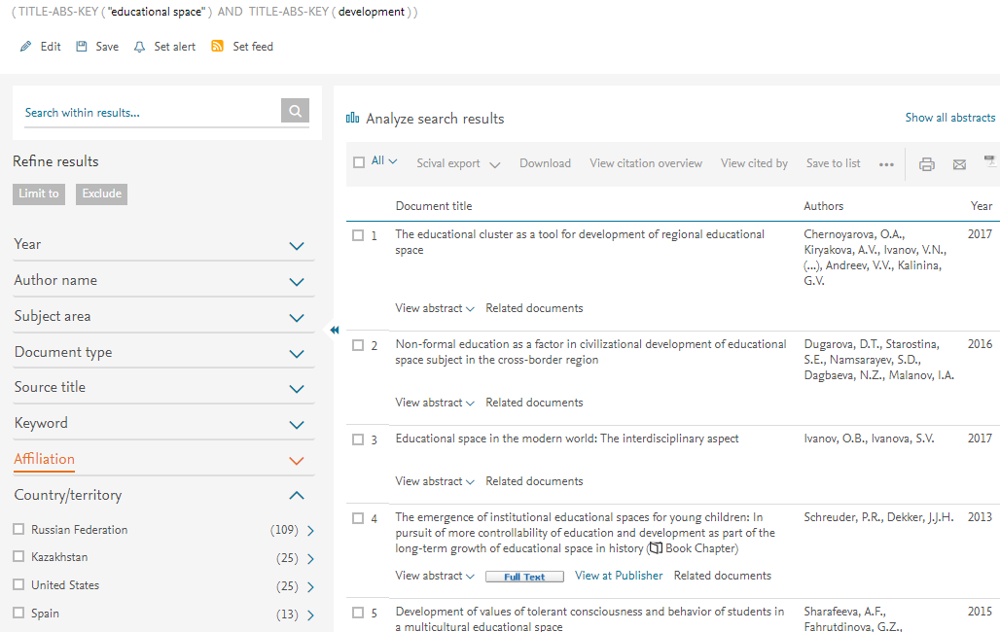 ( TITLE-ABS-KEY ( "educational space" ) AND TITLE-ABS-KEY ( development ) )
Edit Save Set alert Set feed
Search within results...
Refine results
Limit to Exclude
Year
Author name
Subject area
Document type
Source title
Keyword
Affiliation
Country/territory
Russian Federation (109)
Kazakhstan (25)
United States (25)
Spain (13)
Analyze search results
Show all abstracts
All Scival export Download View citation overview View cited by Save to list •••
Document title Authors Year
1 The educational cluster as a tool for development of regional educational
space
Chernoyarova, O.A.,
Kiryakova, A.V., Ivanov, V.N.,
(...), Andreev, V.V., Kalinina,
G.V.
2017
View abstract Related documents
2 Non-formal education as a factor in civilizational development of educational
space subject in the cross-border region
Dugarova, D.T., Starostina,
S.E., Namsarayev, S.D.,
Dagbaeva, N.Z., Malanov, I.A.
2016
View abstract Related documents
3 Educational space in the modern world: The interdisciplinary aspect
Ivanov, O.B., Ivanova, S.V.
2017
View abstract Related documents
4 The emergence of institutional educational spaces for young children: In
pursuit of more controllability of education and development as part of the
long-term growth of educational space in history (Book Chapter)
Schreuder, P.R., Dekker, J.J.H.
2013
View abstract Full Text View at Publisher Related documents
5 Development of values of tolerant consciousness and behavior of students in
a multicultural educational space
Sharafeeva, A.F.,
Fahrutdinova, G.Z.,
2015